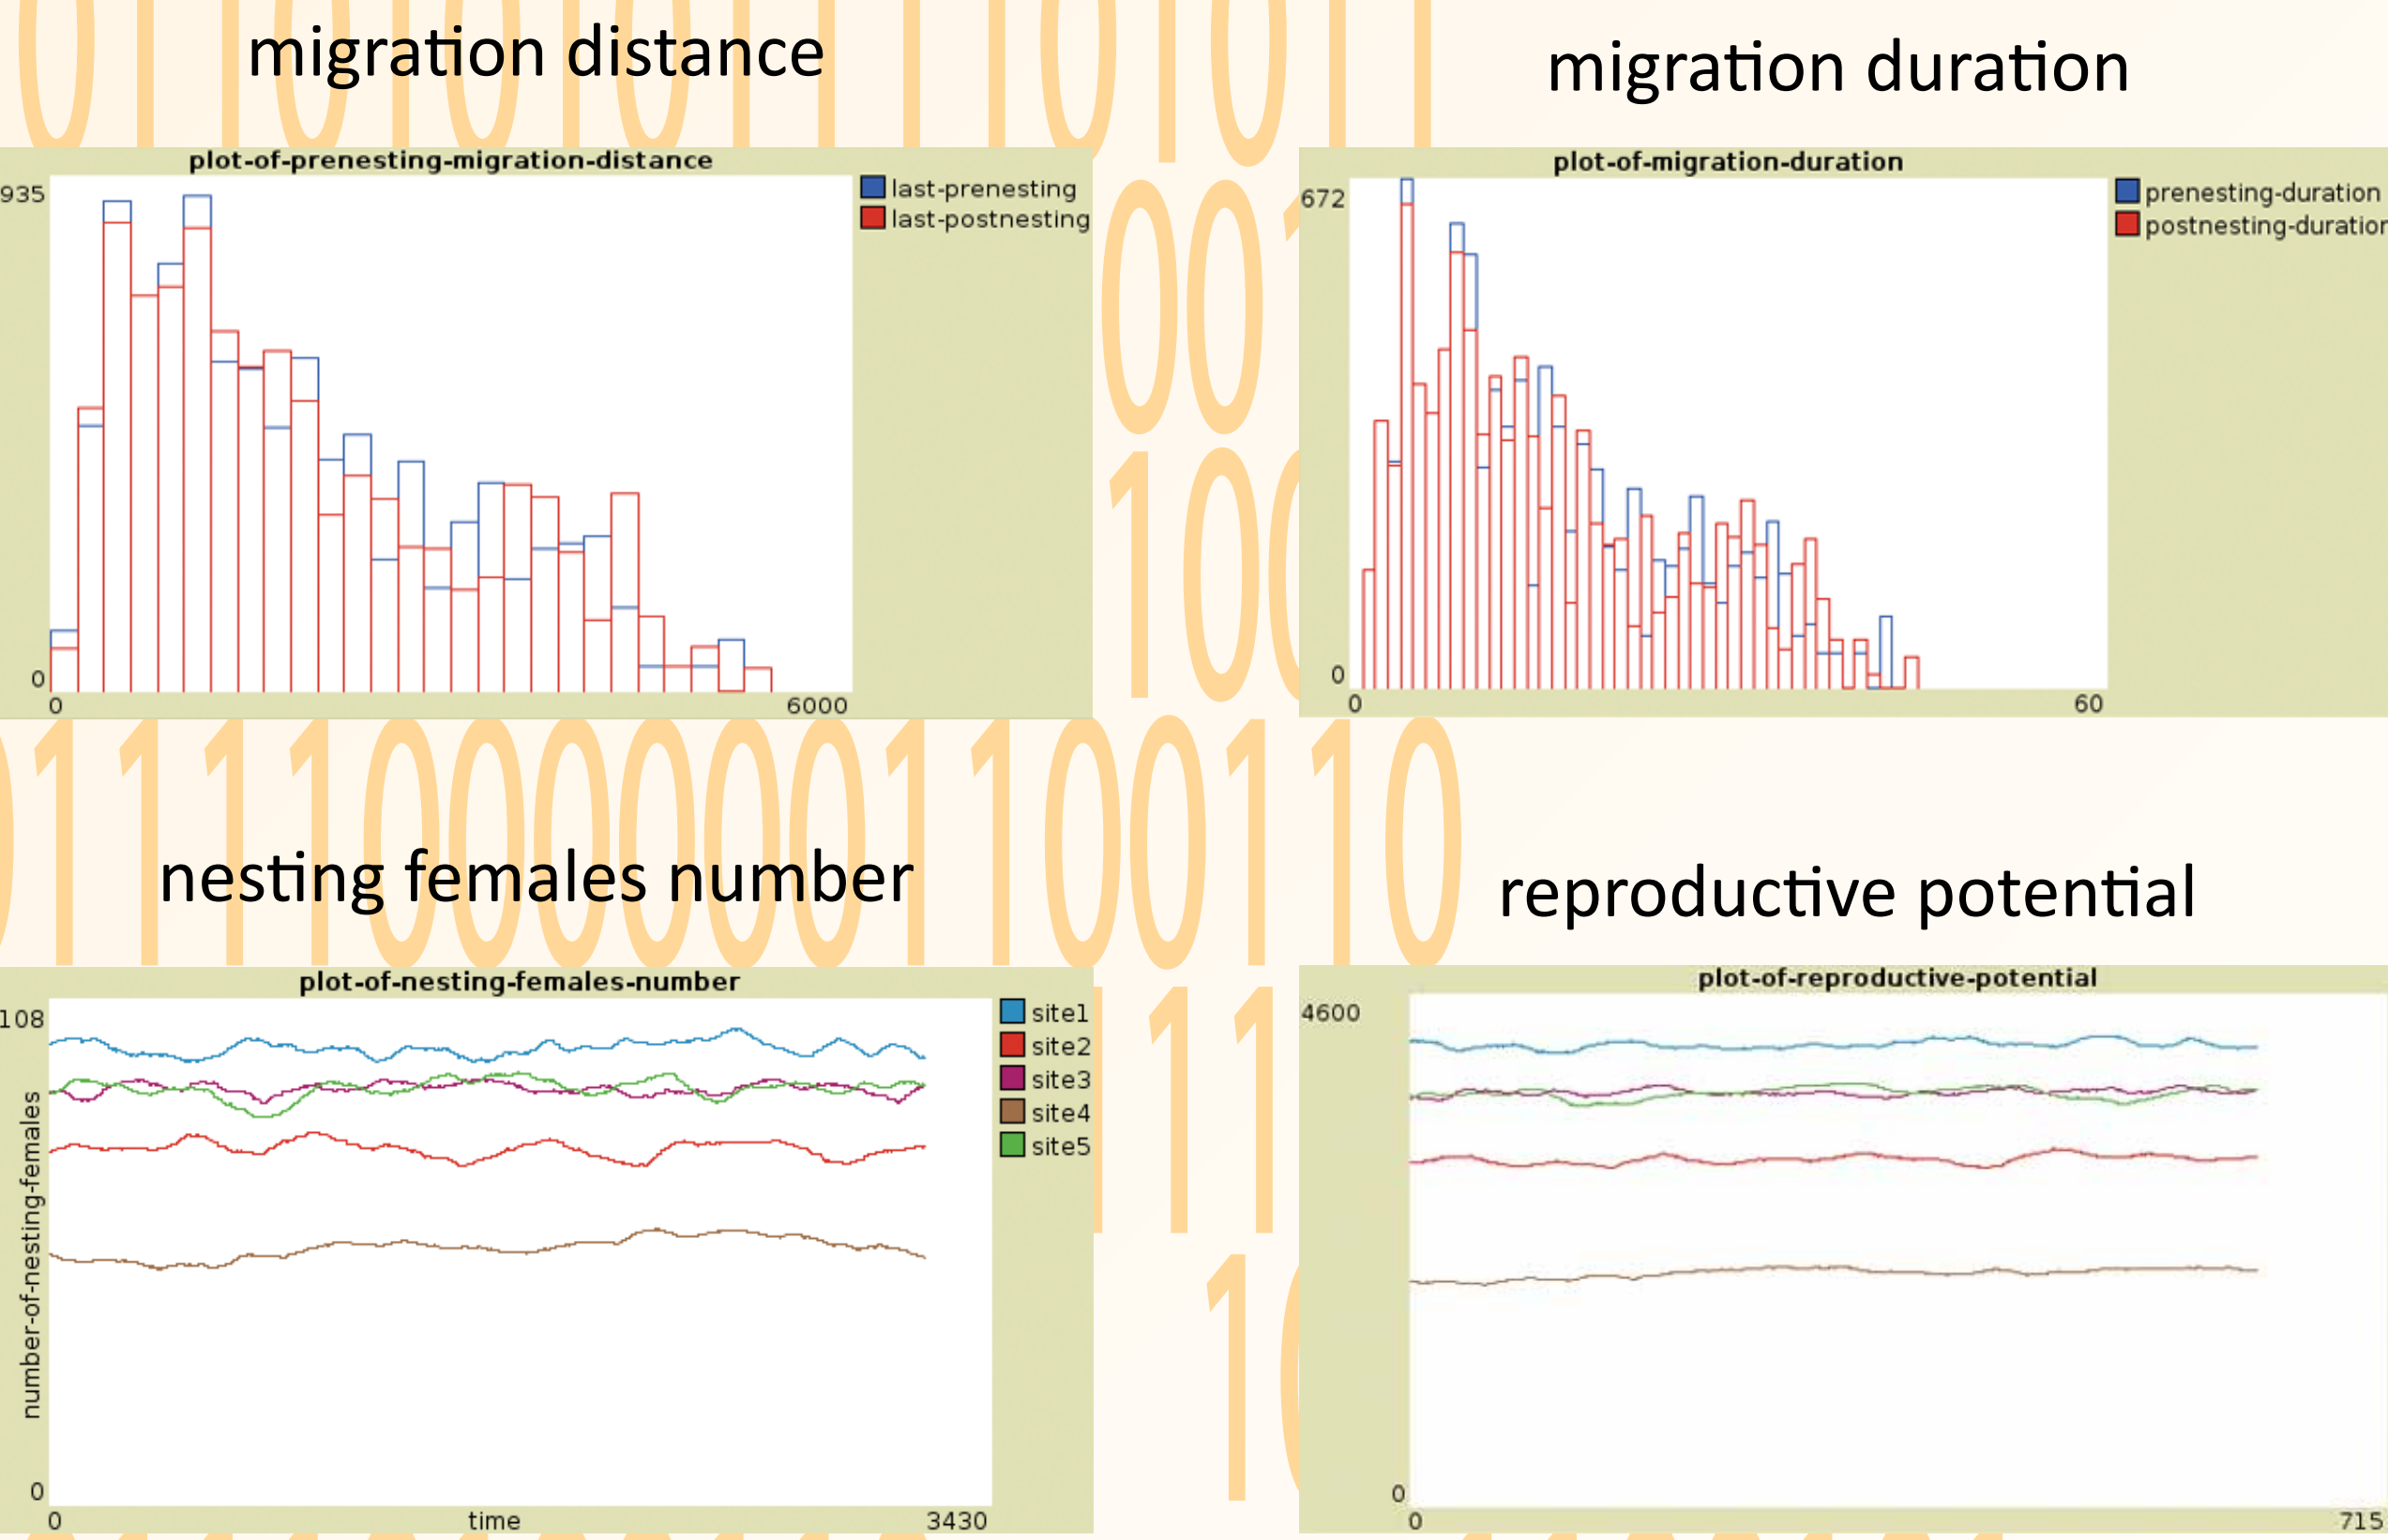 migration distance
plot-of-prenesting-migration-distance
935
0
0
6000
last-prenesting
last-postnesting
migration duration
plot-of-migration-duration
672
0
0
60
prenesting-duration
postnesting-duration
nesting females number
plot-of-nesting-females-number
108
number-of-nesting-females
0
0
time
3430
site1
site2
site3
site4
site5
reproductive potential
plot-of-reproductive-potential
4600
0
0
715